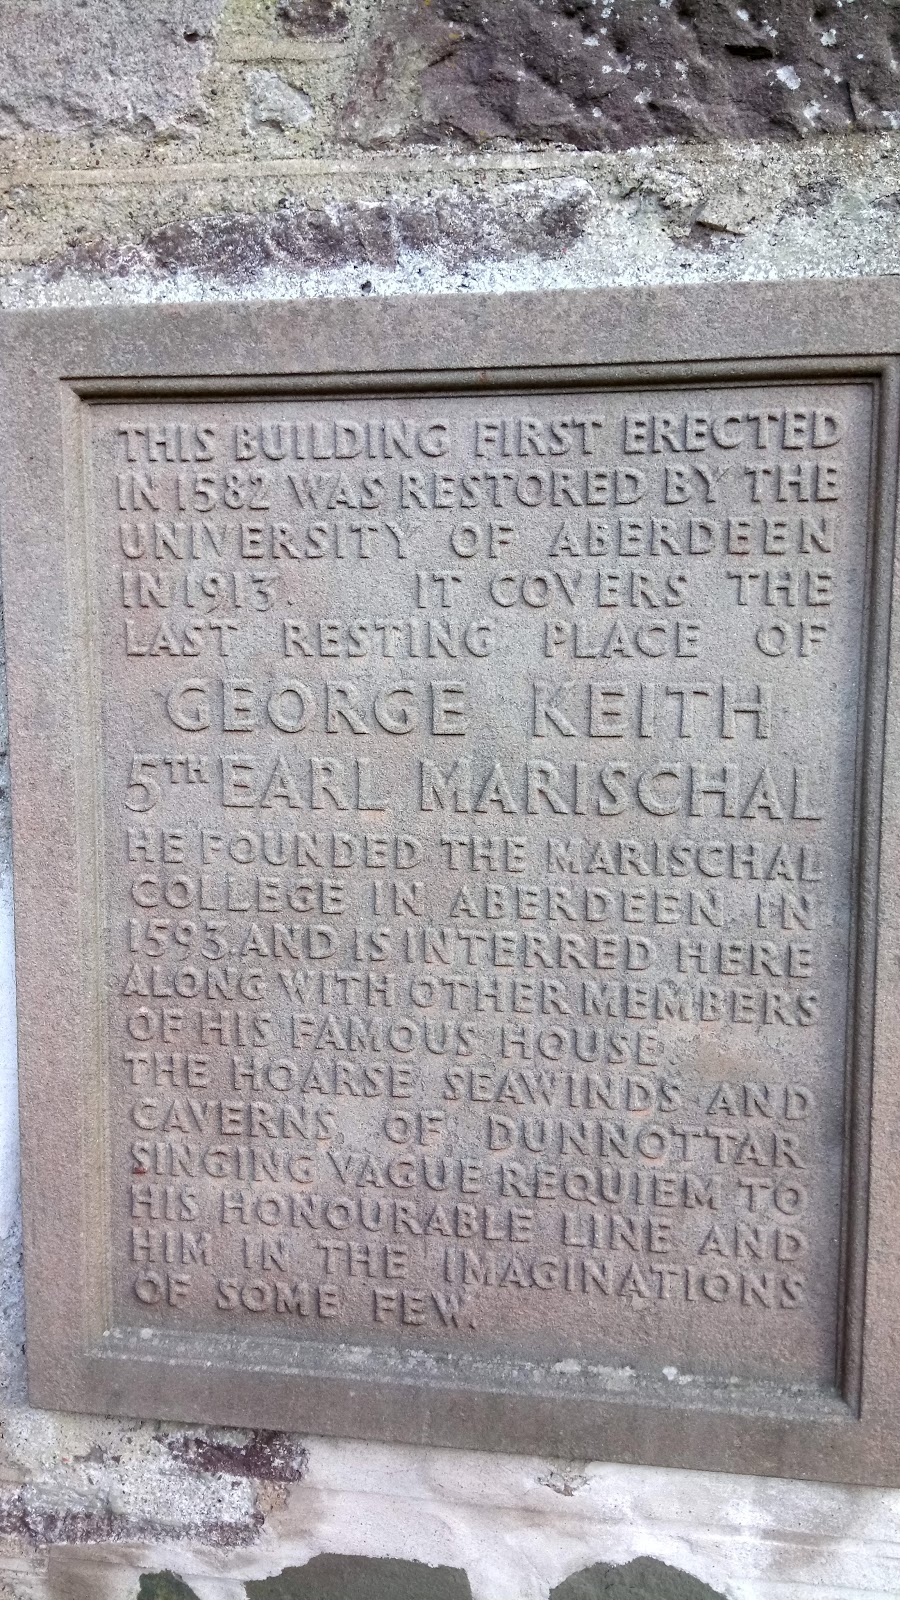 THIS BUILDING FIRST ERECTED
IN 1582 WAS RESTORED BY THE
UNIVERSITY OF ABERDEEN
IN 1913. IT COVERS THE
LAST RESTING PLACE OF
GEORGE KEITH
5TH EARL MARISCHAL
HE FOUNDED THE MARISCHAL
COLLEGE IN ABERDEEN IN
1593. AND IS INTERRED HERE
ALONG WITH OTHER MEMBERS
OF HIS FAMOUS HOUSE.
THE HOARSE SEAWINDS AND
CAVERNS OF DUNNOTTAR
SINGING VAGUE REQUIEM TO
HIS HONOURABLE LINE AND
HIM IN THE IMAGINATIONS
OF SOME FEW.